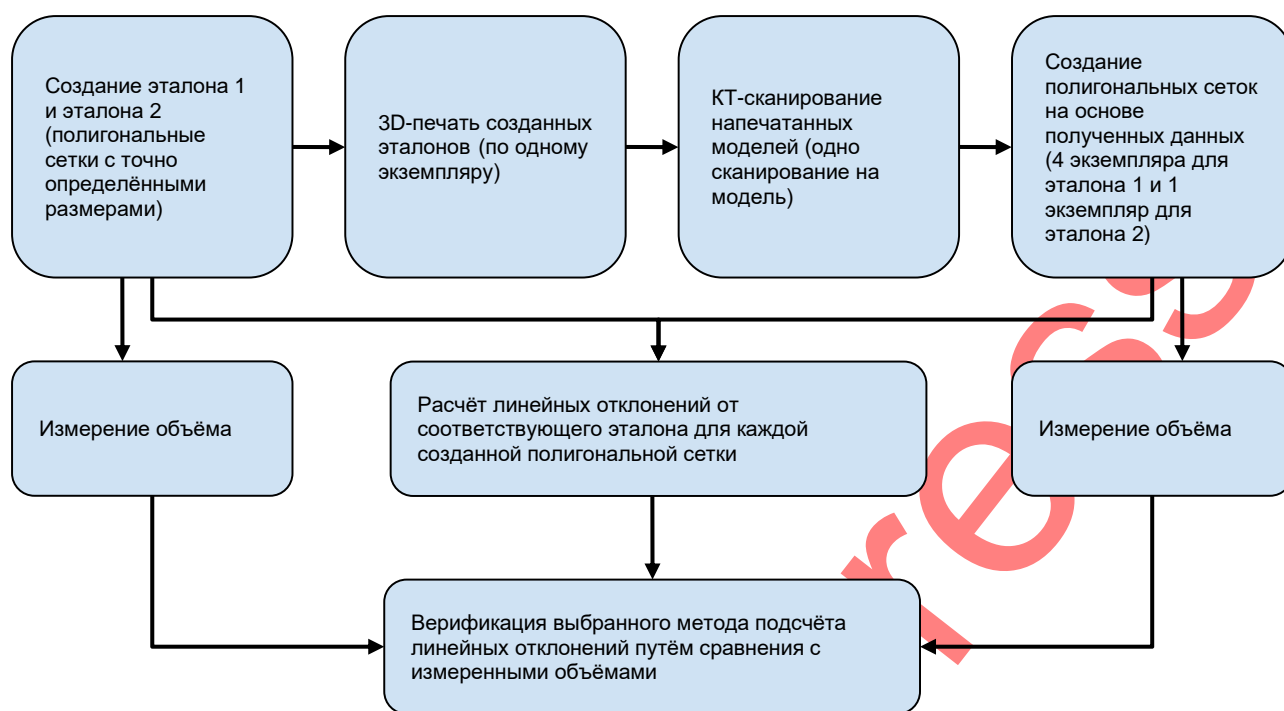 Создание эталона 1
и эталона 2
(полигональные
сетки с точно
определёнными
размерами)
3D-печать созданных
эталонов (по одному
экземпляру)
КТ-сканирование
напечатанных
моделей (одно
сканирование на
модель)
Создание
полигональных сеток
на основе
полученных данных
(4 экземпляра для
эталона 1 и 1
экземпляр для
эталона 2)
Измерение объёма
Расчёт линейных отклонений от
соответствующего эталона для каждой
созданной полигональной сетки
Измерение объёма
Верификация выбранного метода подсчёта
линейных отклонений путём сравнения с
измеренными объёмами